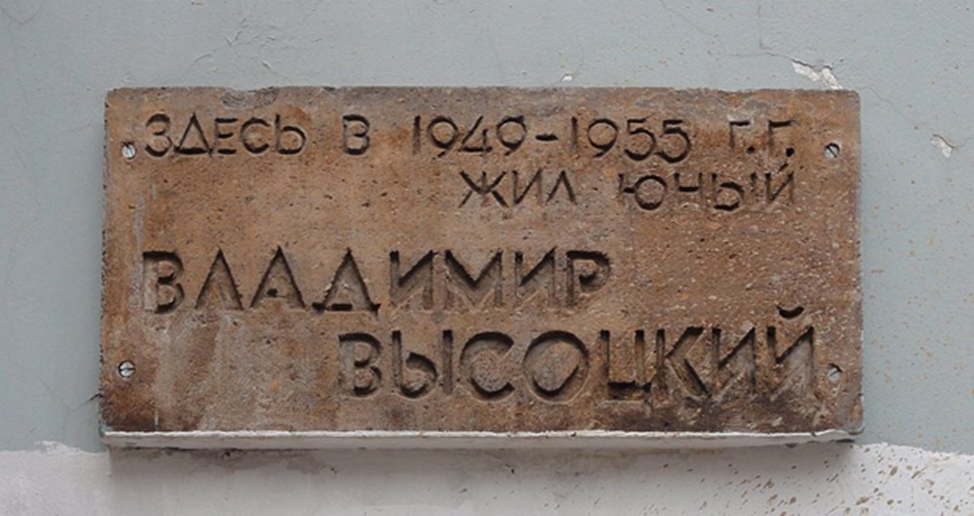 ЗДЕСЬ В 1949-1955 Г.Г.
ЖИЛ ЮНЫЙ
ВЛАДИМИР
ВЫСОЦКИЙ